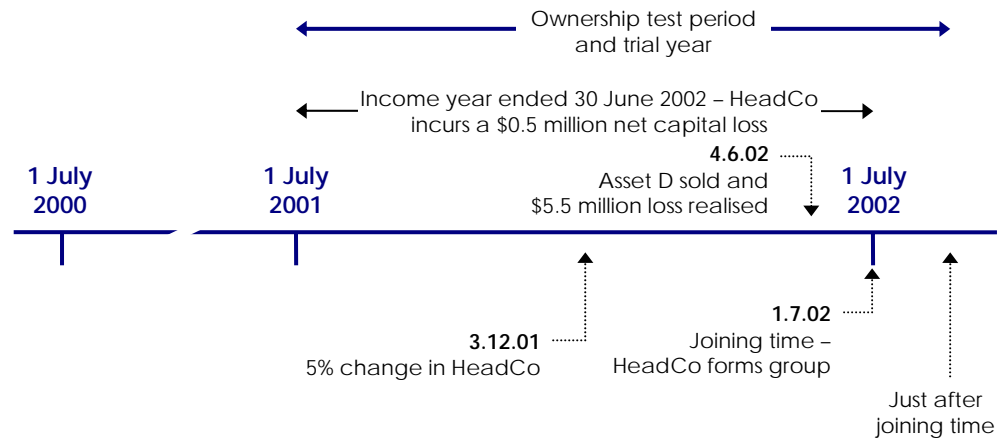 Ownership test period
and trial year
Income year ended 30 June 2002 – HeadCo
incurs a $0.5 million net capital loss
4.6.02
Asset D sold and
$5.5 million loss realised
1 July
2000
1 July
2001
1 July
2002
3.12.01
5% change in HeadCo
1.7.02
Joining time –
HeadCo forms group
Just after
joining time